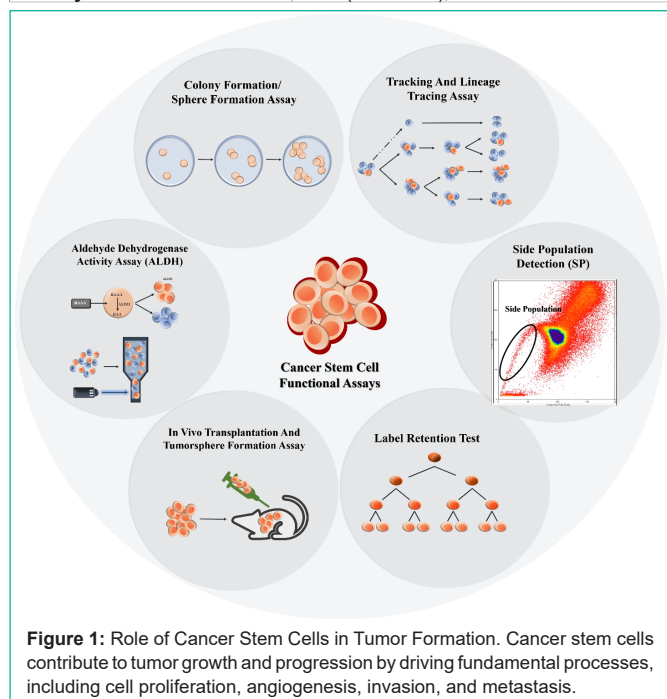 Colony Formation/
Sphere Formation Assay
Tracking And Lineage
Tracing Assay
Aldehyde Dehydrogenase
Activity Assay (ALDH)
BAAA
BAAA
ALDH
ALDH
Side Population
Detection (SP)
Side Population
Cancer Stem Cell
Functional Assays
In Vivo Transplantation And
Tumorsphere Formation Assay
Label Retention Test
Figure 1: Role of Cancer Stem Cells in Tumor Formation. Cancer stem cells
contribute to tumor growth and progression by driving fundamental processes,
including cell proliferation, angiogenesis, invasion, and metastasis.